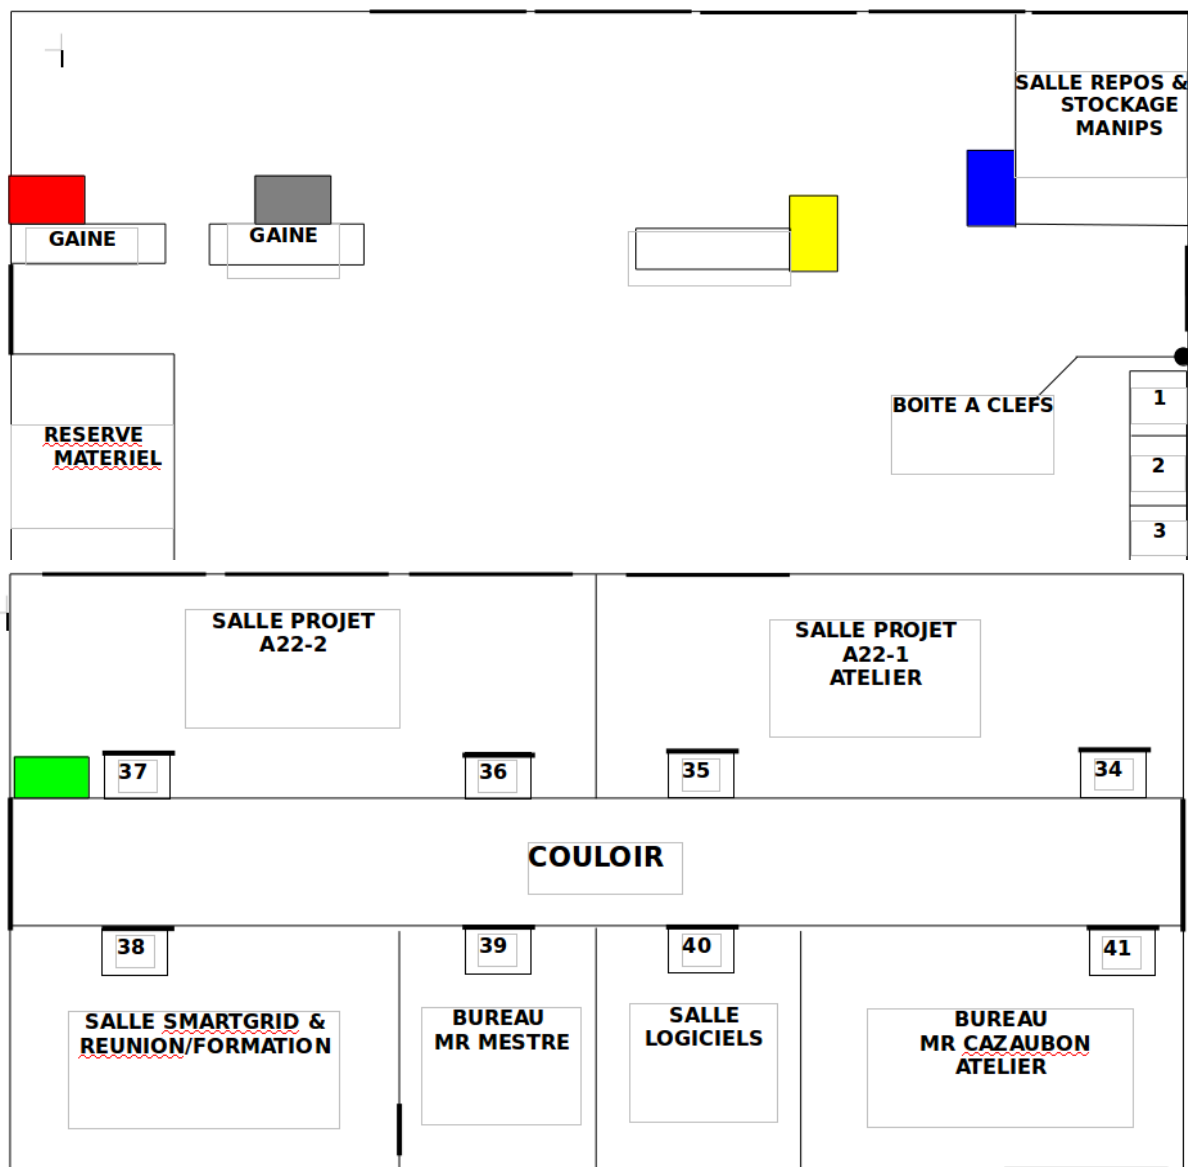 SALLE REPOS &
STOCKAGE
MANIPS
GAINE
GAINE
BOITE A CLEFS
1
RESERVE
MATERIEL
2
3
SALLE PROJET
A22-2
SALLE PROJET
A22-1
ATELIER
37
36
35
34
COULOIR
38
39
40
41
SALLE SMARTGRID &
REUNION/FORMATION
BUREAU
MR MESTRE
SALLE
LOGICIELS
BUREAU
MR CAZAUBON
ATELIER